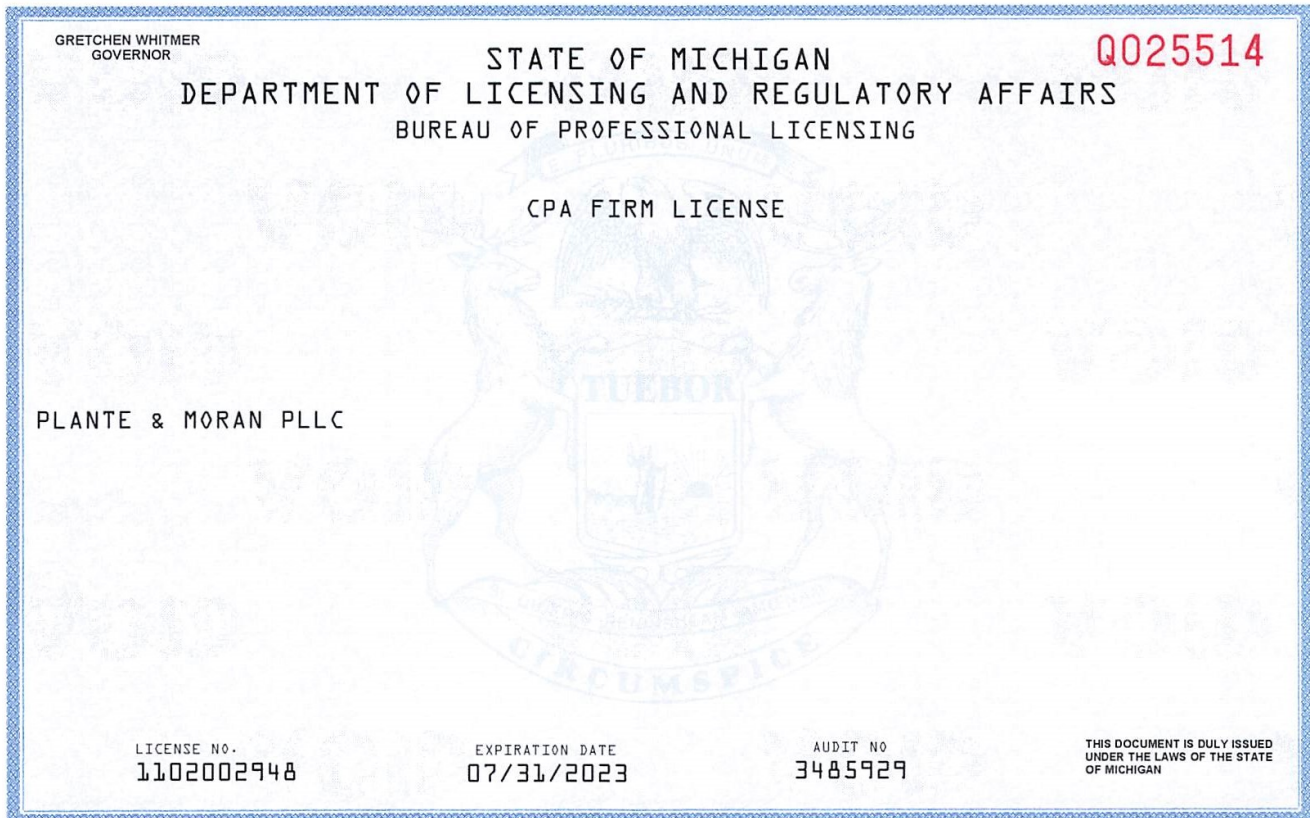 GRETCHEN WHITMER
GOVERNOR
Q025514
STATE OF MICHIGAN
DEPARTMENT OF LICENSING AND REGULATORY AFFAIRS
BUREAU OF PROFESSIONAL LICENSING
CPA FIRM LICENSE
TUEBOR
PLANTE & MORAN PLLC
CIRCUMSPICE
LICENSE NO.
1102002948
EXPIRATION DATE
07/31/2023
AUDIT NO
3485929
THIS DOCUMENT IS DULY ISSUED
UNDER THE LAWS OF THE STATE
OF MICHIGAN